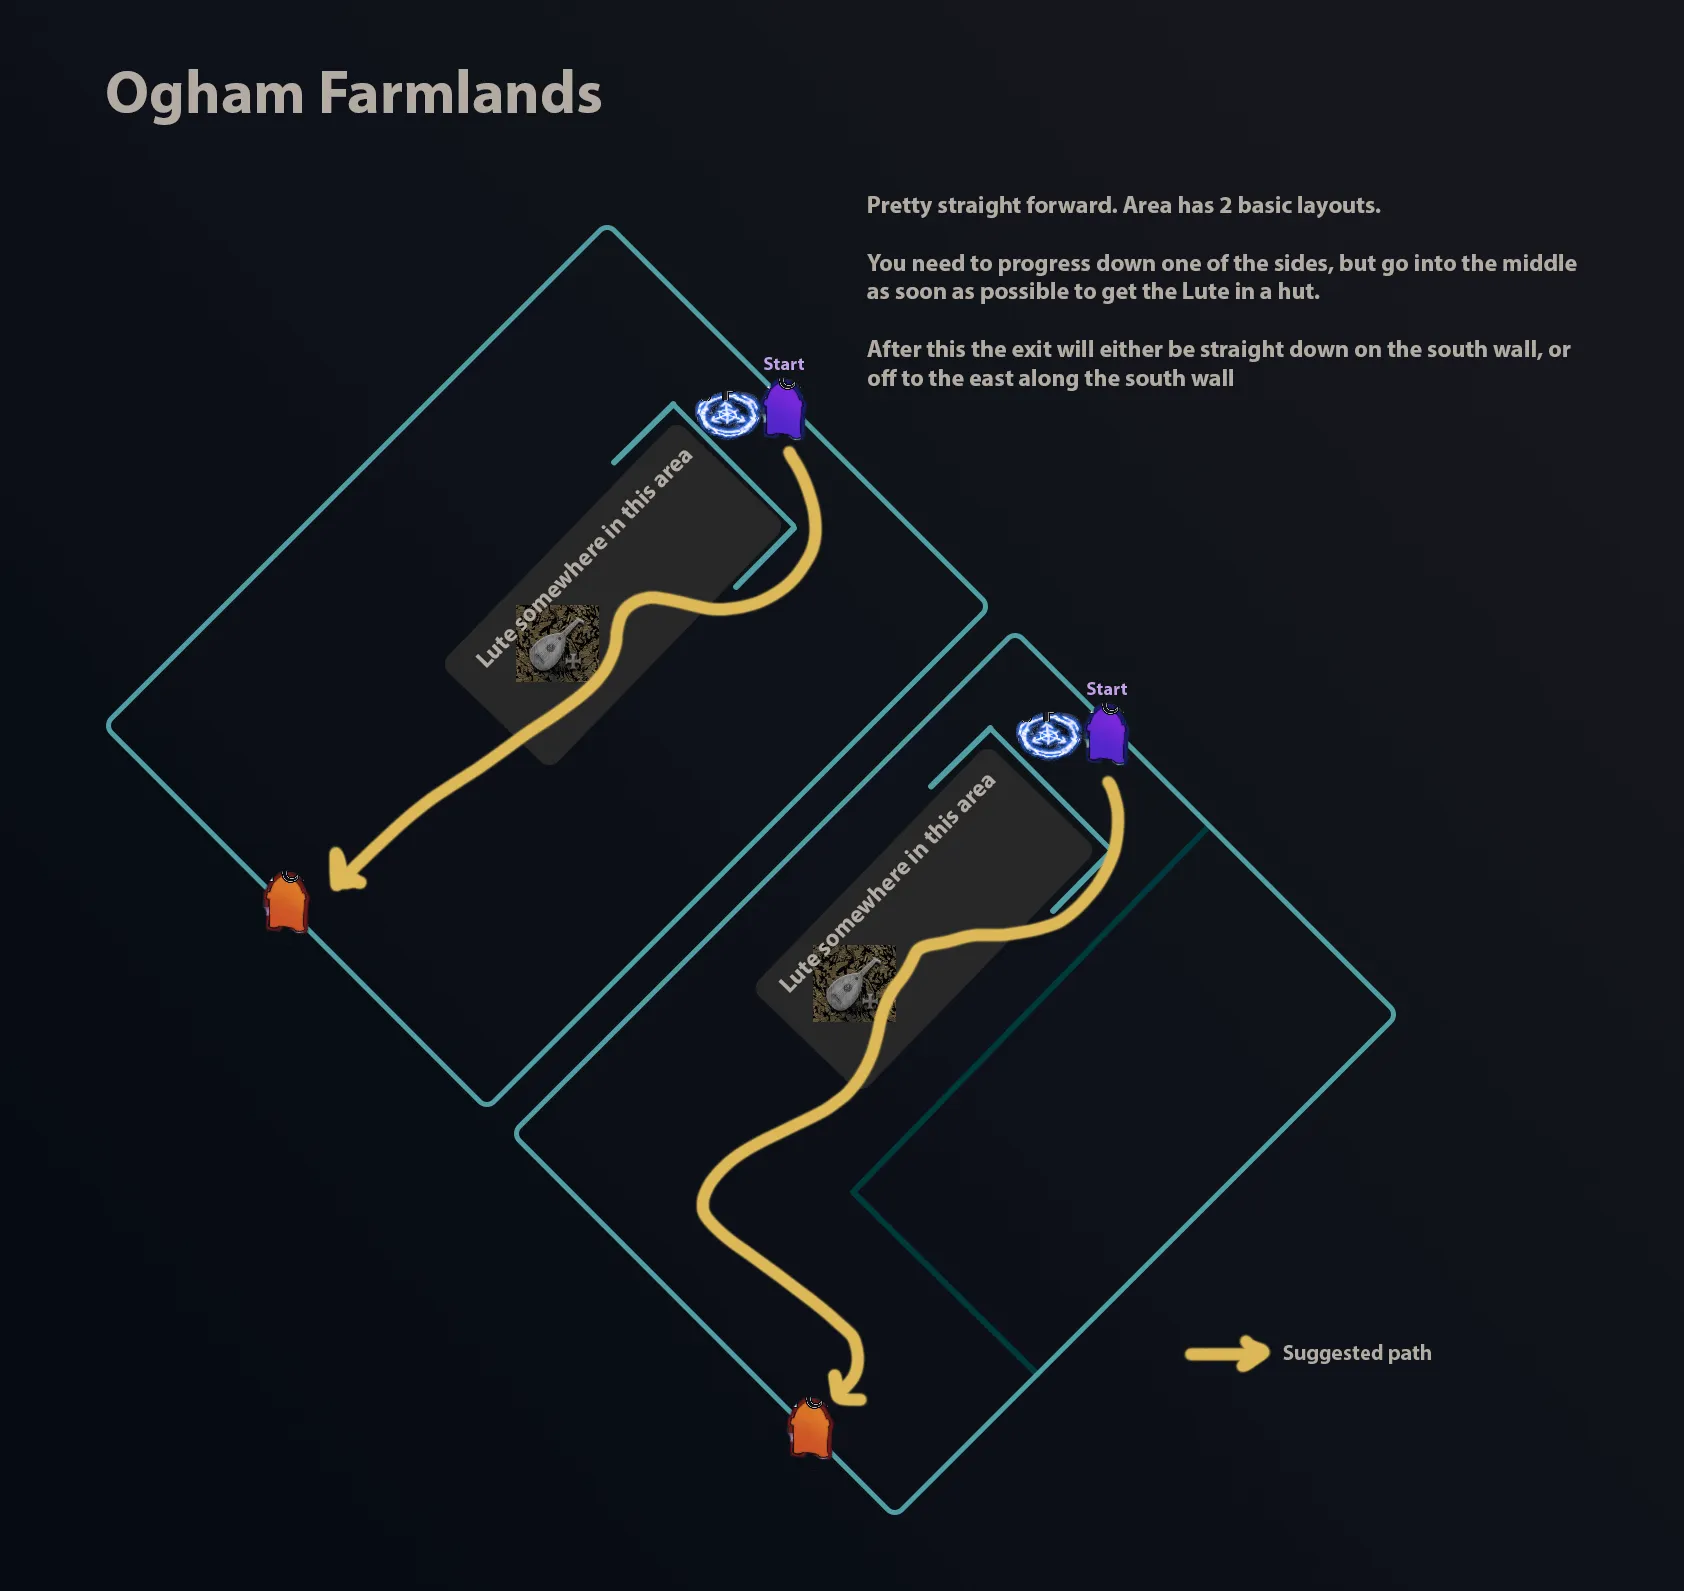 Ogham Farmlands
Pretty straight forward. Area has 2 basic layouts.
You need to progress down one of the sides, but go into the middle
as soon as possible to get the Lute in a hut.
After this the exit will either be straight down on the south wall, or
off to the east along the south wall
Start
Lute somewhere in this area
Start
Lute somewhere in this area
Suggested path